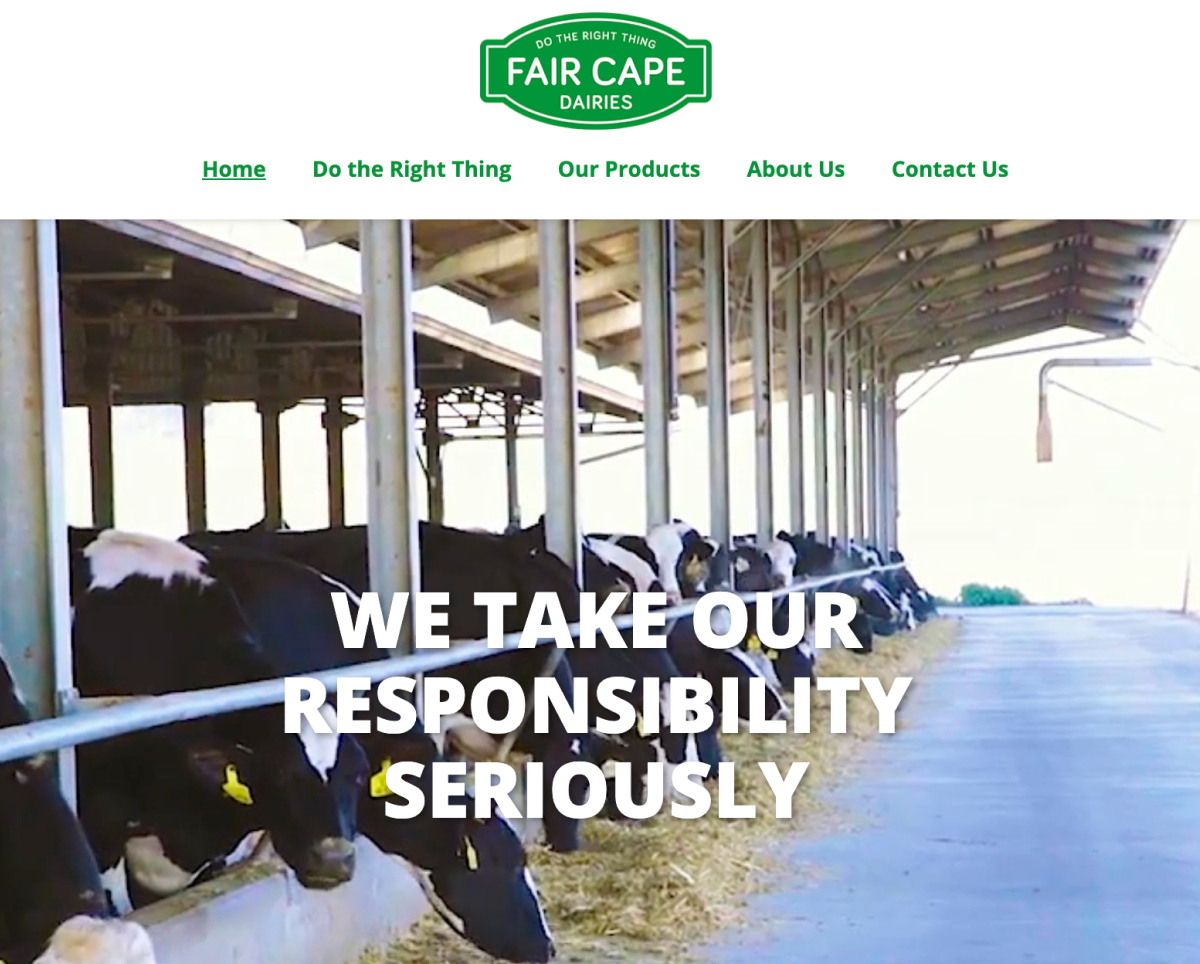 DO THE RIGHT THING
FAIR CAPE
DAIRIES
Home Do the Right Thing Our Products About Us Contact Us
WE TAKE OUR
RESPONSIBILITY
SERIOUSLY